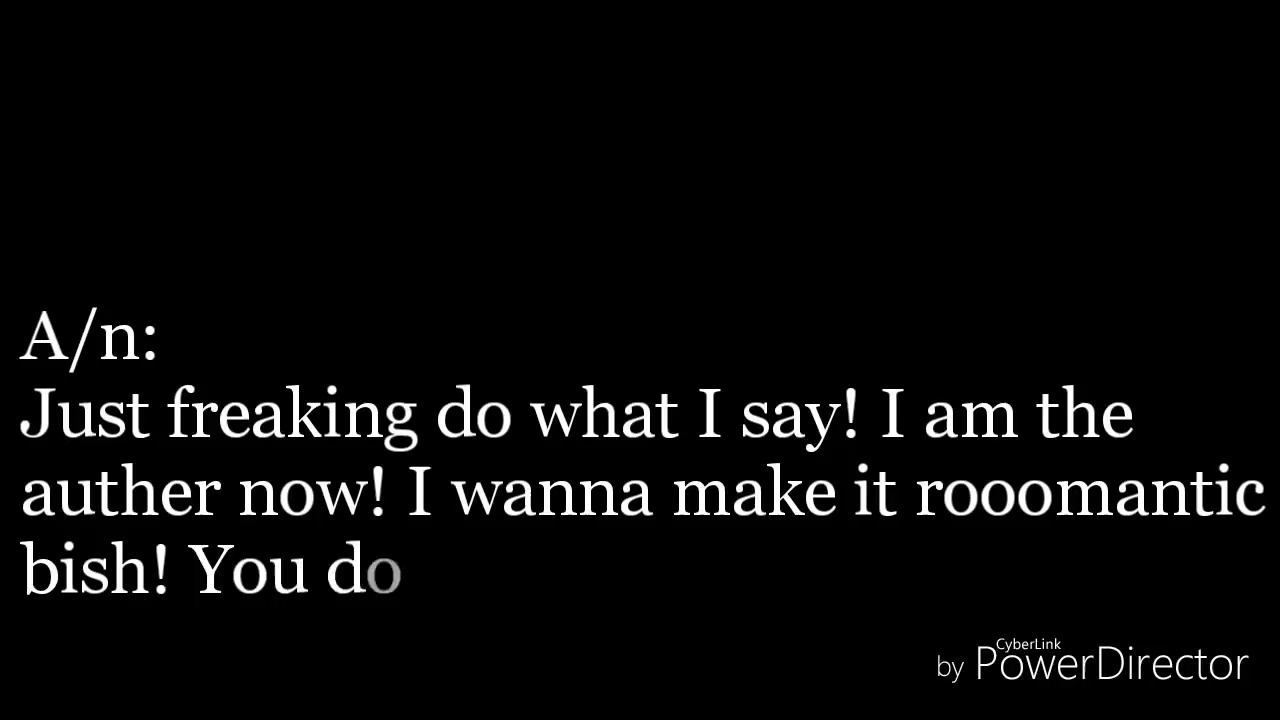 A/n:
Just freaking do what I say! I am the
auther now! I wanna make it rooomantic
bish! You do
CyberLink
by PowerDirector